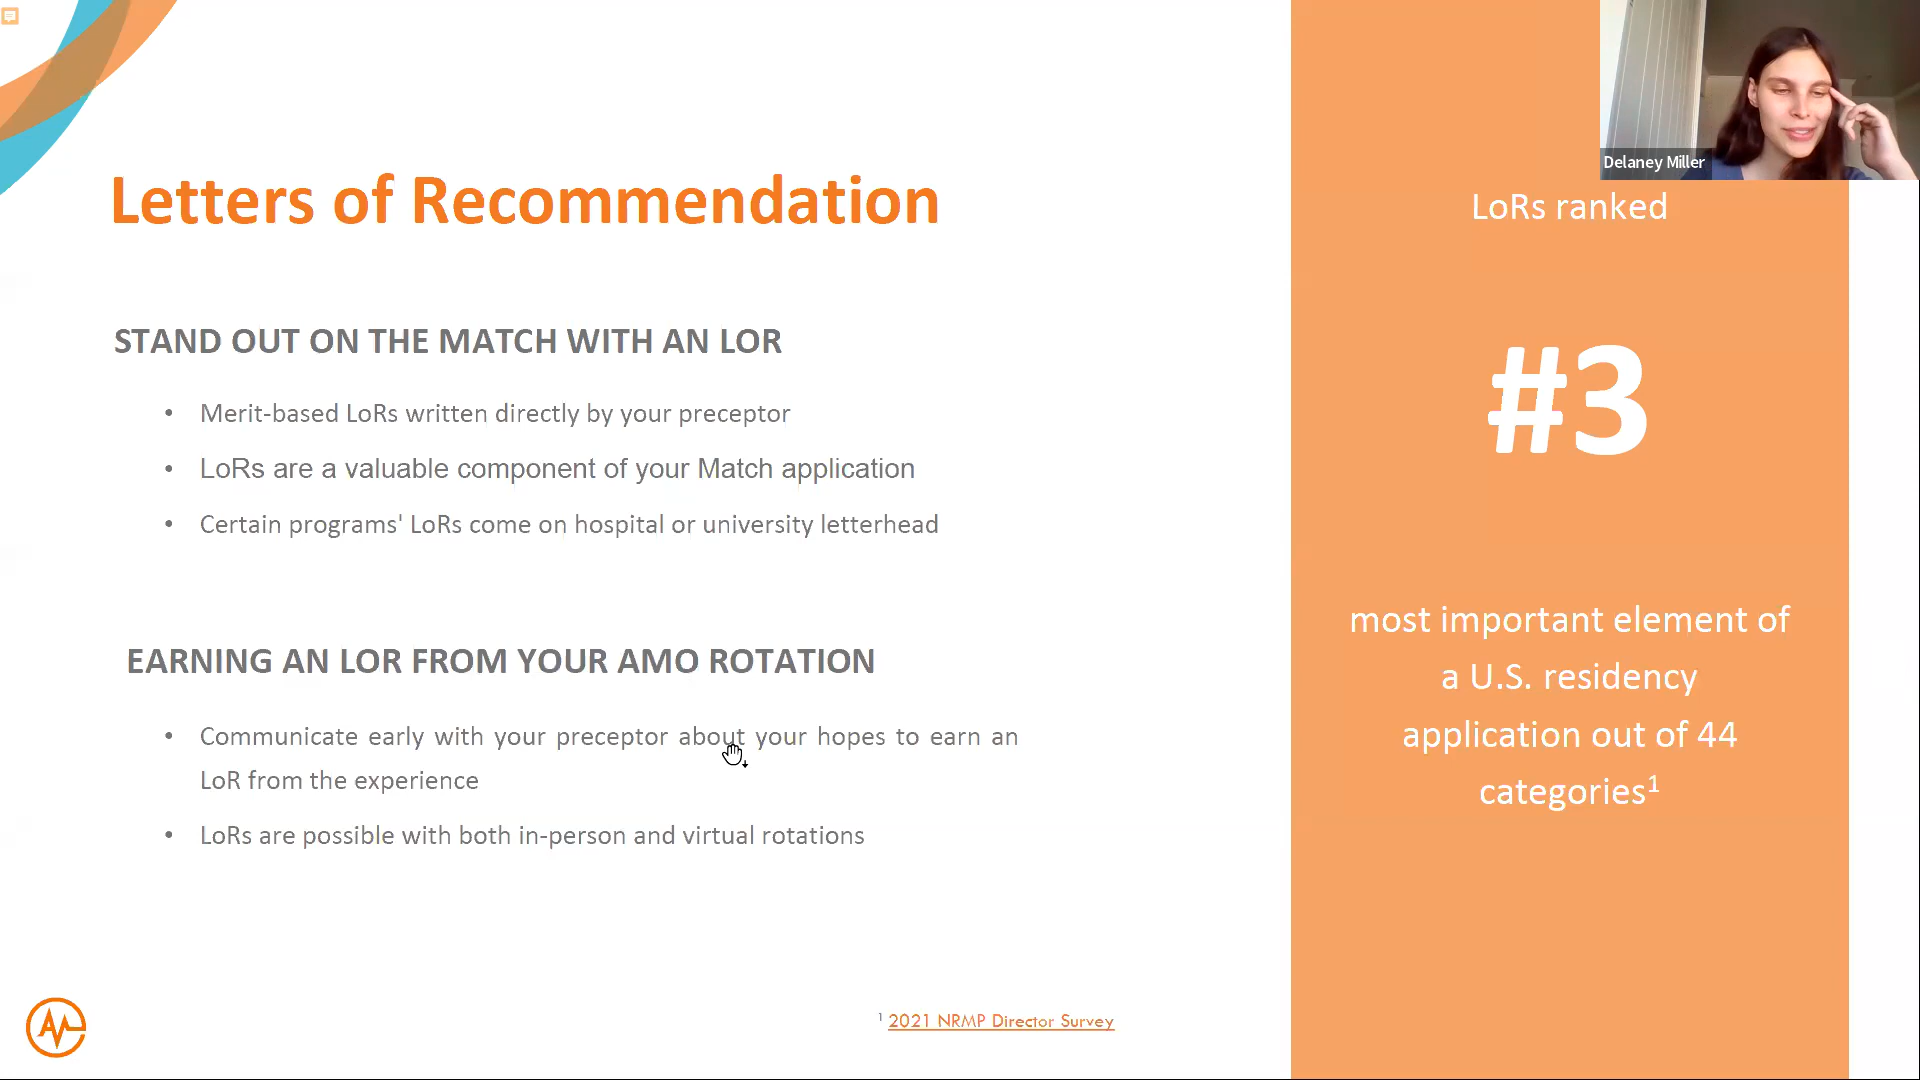 Letters of Recommendation
STAND OUT ON THE MATCH WITH AN LOR
• Merit-based LoRs written directly by your preceptor
• LoRs are a valuable component of your Match application
• Certain programs' LoRs come on hospital or university letterhead
EARNING AN LOR FROM YOUR AMO ROTATION
• Communicate early with your preceptor about your hopes to earn an
LoR from the experience
• LoRs are possible with both in-person and virtual rotations
¹ 2021 NRMP Director Survey
Delaney Miller
LoRs ranked
#3
most important element of
a U.S. residency
application out of 44
categories¹